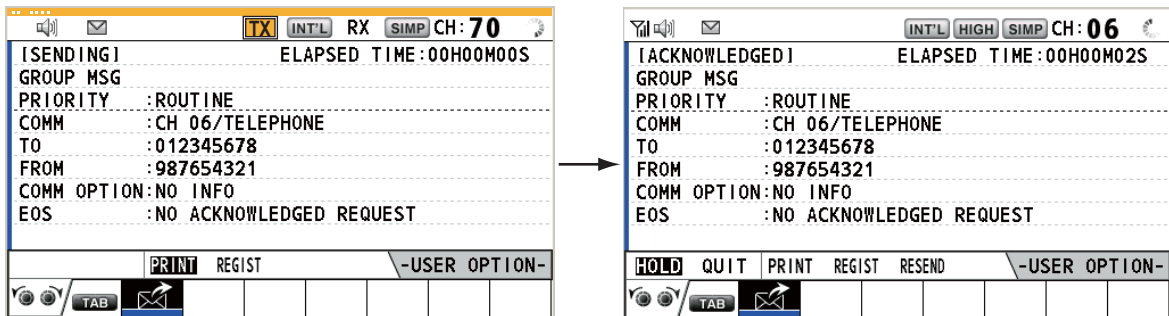 TX INT'L RX SIMP CH:70
[SENDING] ELAPSED TIME:00H00M00S
GROUP MSG
PRIORITY :ROUTINE
COMM :CH 06/TELEPHONE
TO :012345678
FROM :987654321
COMM OPTION:NO INFO
EOS :NO ACKNOWLEDGED REQUEST
PRINT REGIST -USER OPTION-
TAB
INT'L HIGH SIMP CH:06
[ACKNOWLEDGED] ELAPSED TIME:00H00M02S
GROUP MSG
PRIORITY :ROUTINE
COMM :CH 06/TELEPHONE
TO :012345678
FROM :987654321
COMM OPTION:NO INFO
EOS :NO ACKNOWLEDGED REQUEST
HOLD QUIT PRINT REGIST RESEND -USER OPTION-
TAB